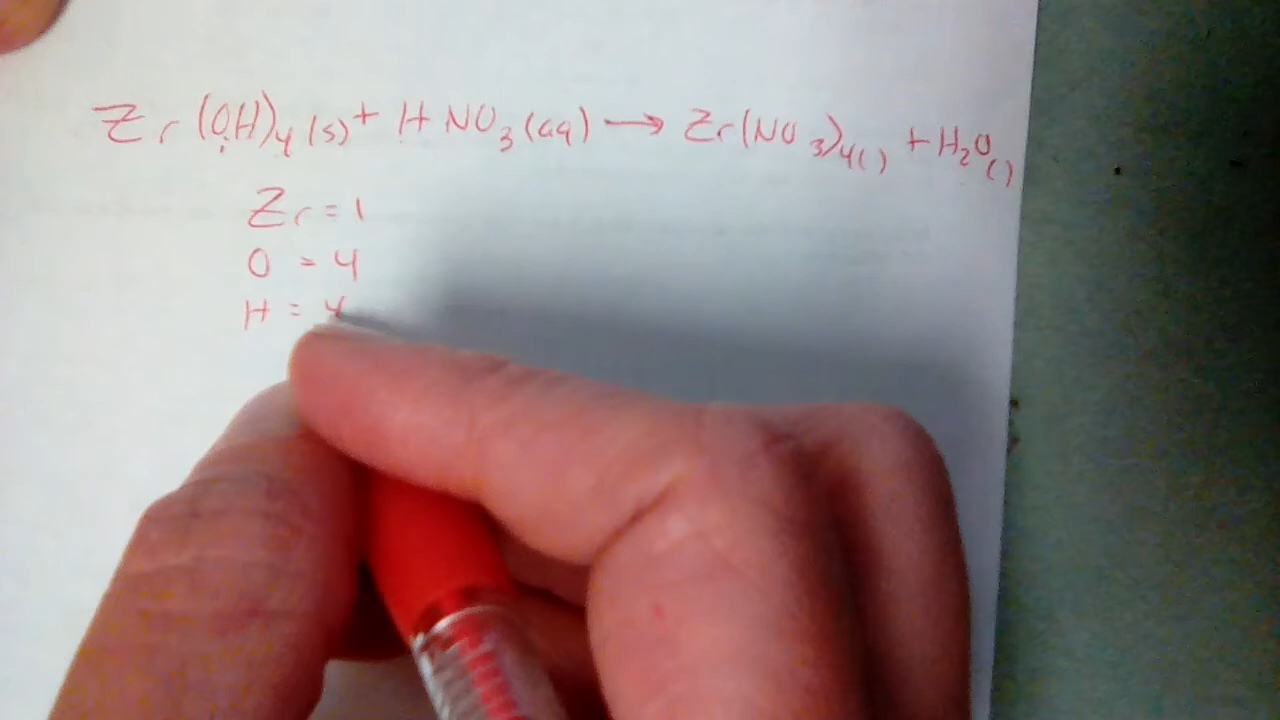 Zr(OH)4(s) + HNO3(aq) → Zr(NO3)4( ) + H2O( )
Zr = 1
O = 4
H = 4